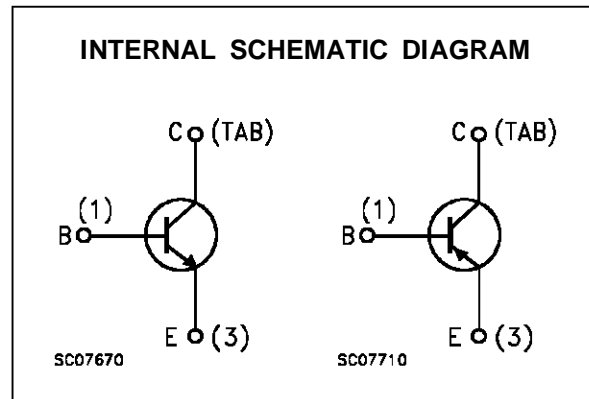 INTERNAL SCHEMATIC DIAGRAM
C (TAB)
(1)
B
E (3)
SC07670
C (TAB)
(1)
B
E (3)
SC07710